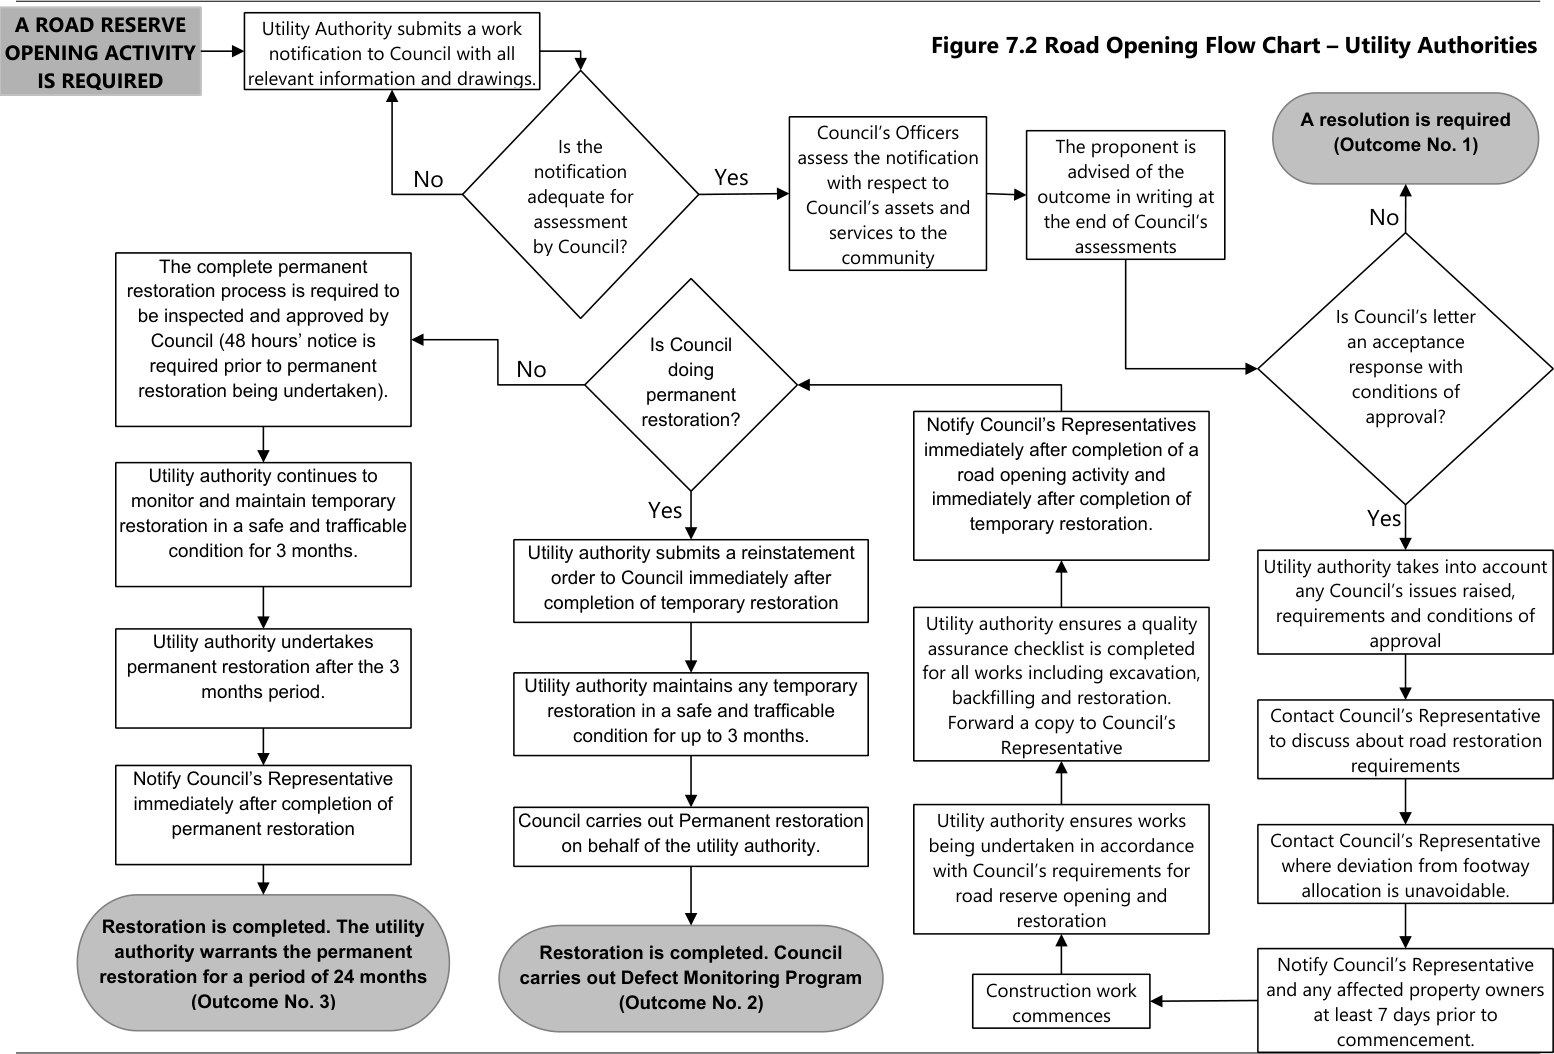 A ROAD RESERVE
OPENING ACTIVITY
IS REQUIRED
Utility Authority submits a work
notification to Council with all
relevant information and drawings.
Figure 7.2 Road Opening Flow Chart – Utility Authorities
Is the
notification
adequate for
assessment
by Council?
No
Yes
Council's Officers
assess the notification
with respect to
Council's assets and
services to the
community
The proponent is
advised of the
outcome in writing at
the end of Council's
assessments
A resolution is required
(Outcome No. 1)
No
Is Council's letter
an acceptance
response with
conditions of
approval?
Yes
Utility authority takes into account
any Council's issues raised,
requirements and conditions of
approval
Contact Council's Representative
to discuss about road restoration
requirements
Contact Council's Representative
where deviation from footway
allocation is unavoidable.
Notify Council's Representative
and any affected property owners
at least 7 days prior to
commencement.
Construction work
commences
Utility authority ensures works
being undertaken in accordance
with Council's requirements for
road reserve opening and
restoration
Utility authority ensures a quality
assurance checklist is completed
for all works including excavation,
backfilling and restoration.
Forward a copy to Council's
Representative
Notify Council's Representatives
immediately after completion of a
road opening activity and
immediately after completion of
temporary restoration.
Is Council
doing
permanent
restoration?
No
Yes
Utility authority submits a reinstatement
order to Council immediately after
completion of temporary restoration
Utility authority maintains any temporary
restoration in a safe and trafficable
condition for up to 3 months.
Council carries out Permanent restoration
on behalf of the utility authority.
Restoration is completed. Council
carries out Defect Monitoring Program
(Outcome No. 2)
The complete permanent
restoration process is required to
be inspected and approved by
Council (48 hours' notice is
required prior to permanent
restoration being undertaken).
Utility authority continues to
monitor and maintain temporary
restoration in a safe and trafficable
condition for 3 months.
Utility authority undertakes
permanent restoration after the 3
months period.
Notify Council's Representative
immediately after completion of
permanent restoration
Restoration is completed. The utility
authority warrants the permanent
restoration for a period of 24 months
(Outcome No. 3)